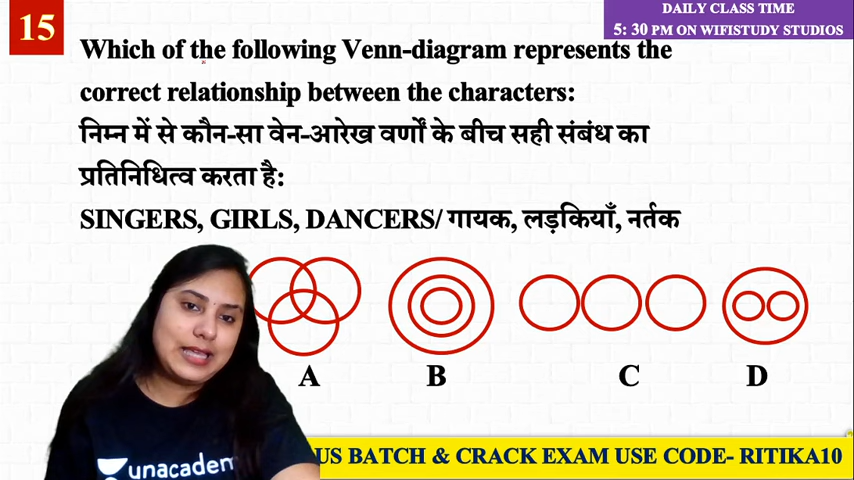 15
DAILY CLASS TIME
5: 30 PM ON WIFISTUDY STUDIOS
Which of the following Venn-diagram represents the
correct relationship between the characters:
निम्न में से कौन-सा वेन-आरेख वर्णों के बीच सही संबंध का
प्रतिनिधित्व करता है:
SINGERS, GIRLS, DANCERS/ गायक, लड़कियाँ, नर्तक
A B C D
unacadem
US BATCH & CRACK EXAM USE CODE- RITIKA10